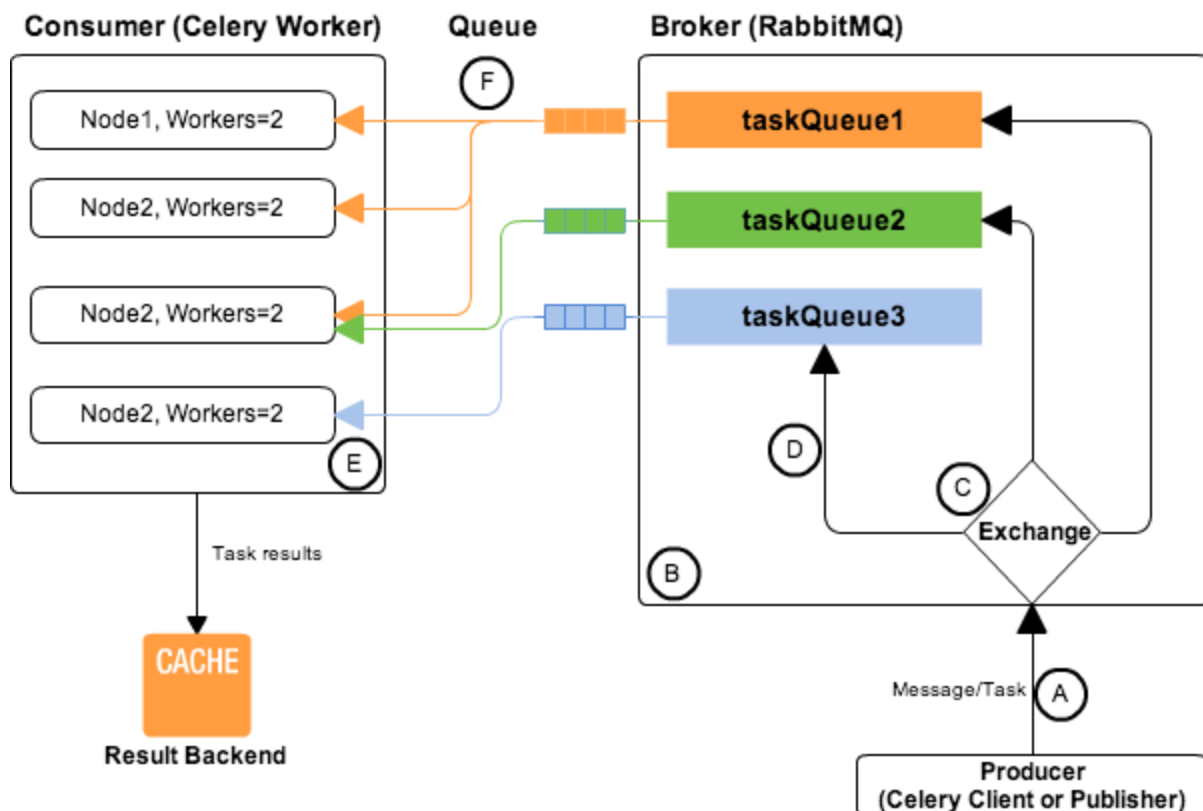 Consumer (Celery Worker)
Queue
Broker (RabbitMQ)
F
Node1, Workers=2
taskQueue1
Node2, Workers=2
taskQueue2
Node2, Workers=2
taskQueue3
Node2, Workers=2
D
E
C
Exchange
Task results
B
CACHE
Message/Task
A
Result Backend
Producer
(Celery Client or Publisher)